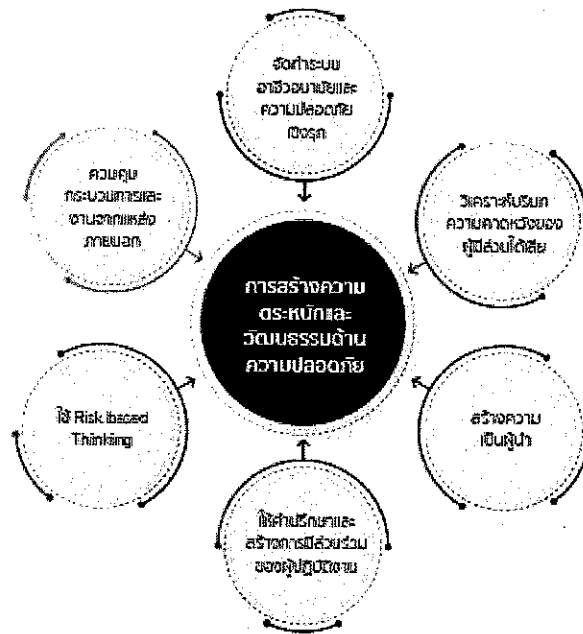 จัดทำระบบ
อาชีวอนามัยและ
ความปลอดภัย
เชิงรุก
วิเคราะห์บริบท
ความคาดหวังของ
ผู้มีส่วนได้เสีย
สร้างความ
เป็นผู้นำ
ให้คำปรึกษาและ
สร้างการมีส่วนร่วม
ของผู้ปฏิบัติงาน
ใช้ Risk based
Thinking
ควบคุม
กระบวนการและ
งานจากแหล่ง
ภายนอก
การสร้างความ
ตระหนักและ
วัฒนธรรมด้าน
ความปลอดภัย